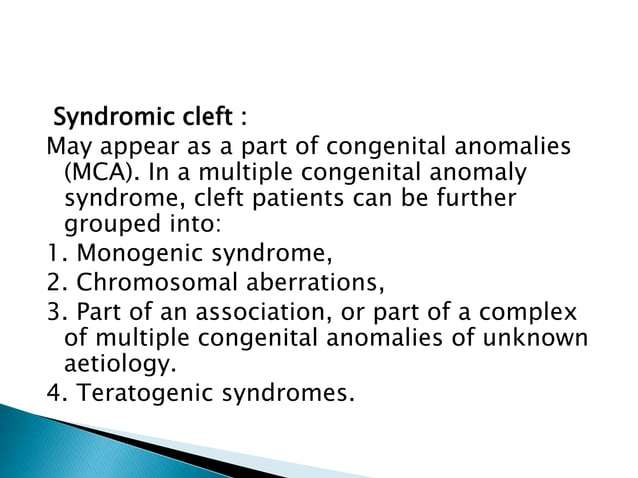 Syndromic cleft :
May appear as a part of congenital anomalies
(MCA). In a multiple congenital anomaly
syndrome, cleft patients can be further
grouped into:
1. Monogenic syndrome,
2. Chromosomal aberrations,
3. Part of an association, or part of a complex
of multiple congenital anomalies of unknown
aetiology.
4. Teratogenic syndromes.